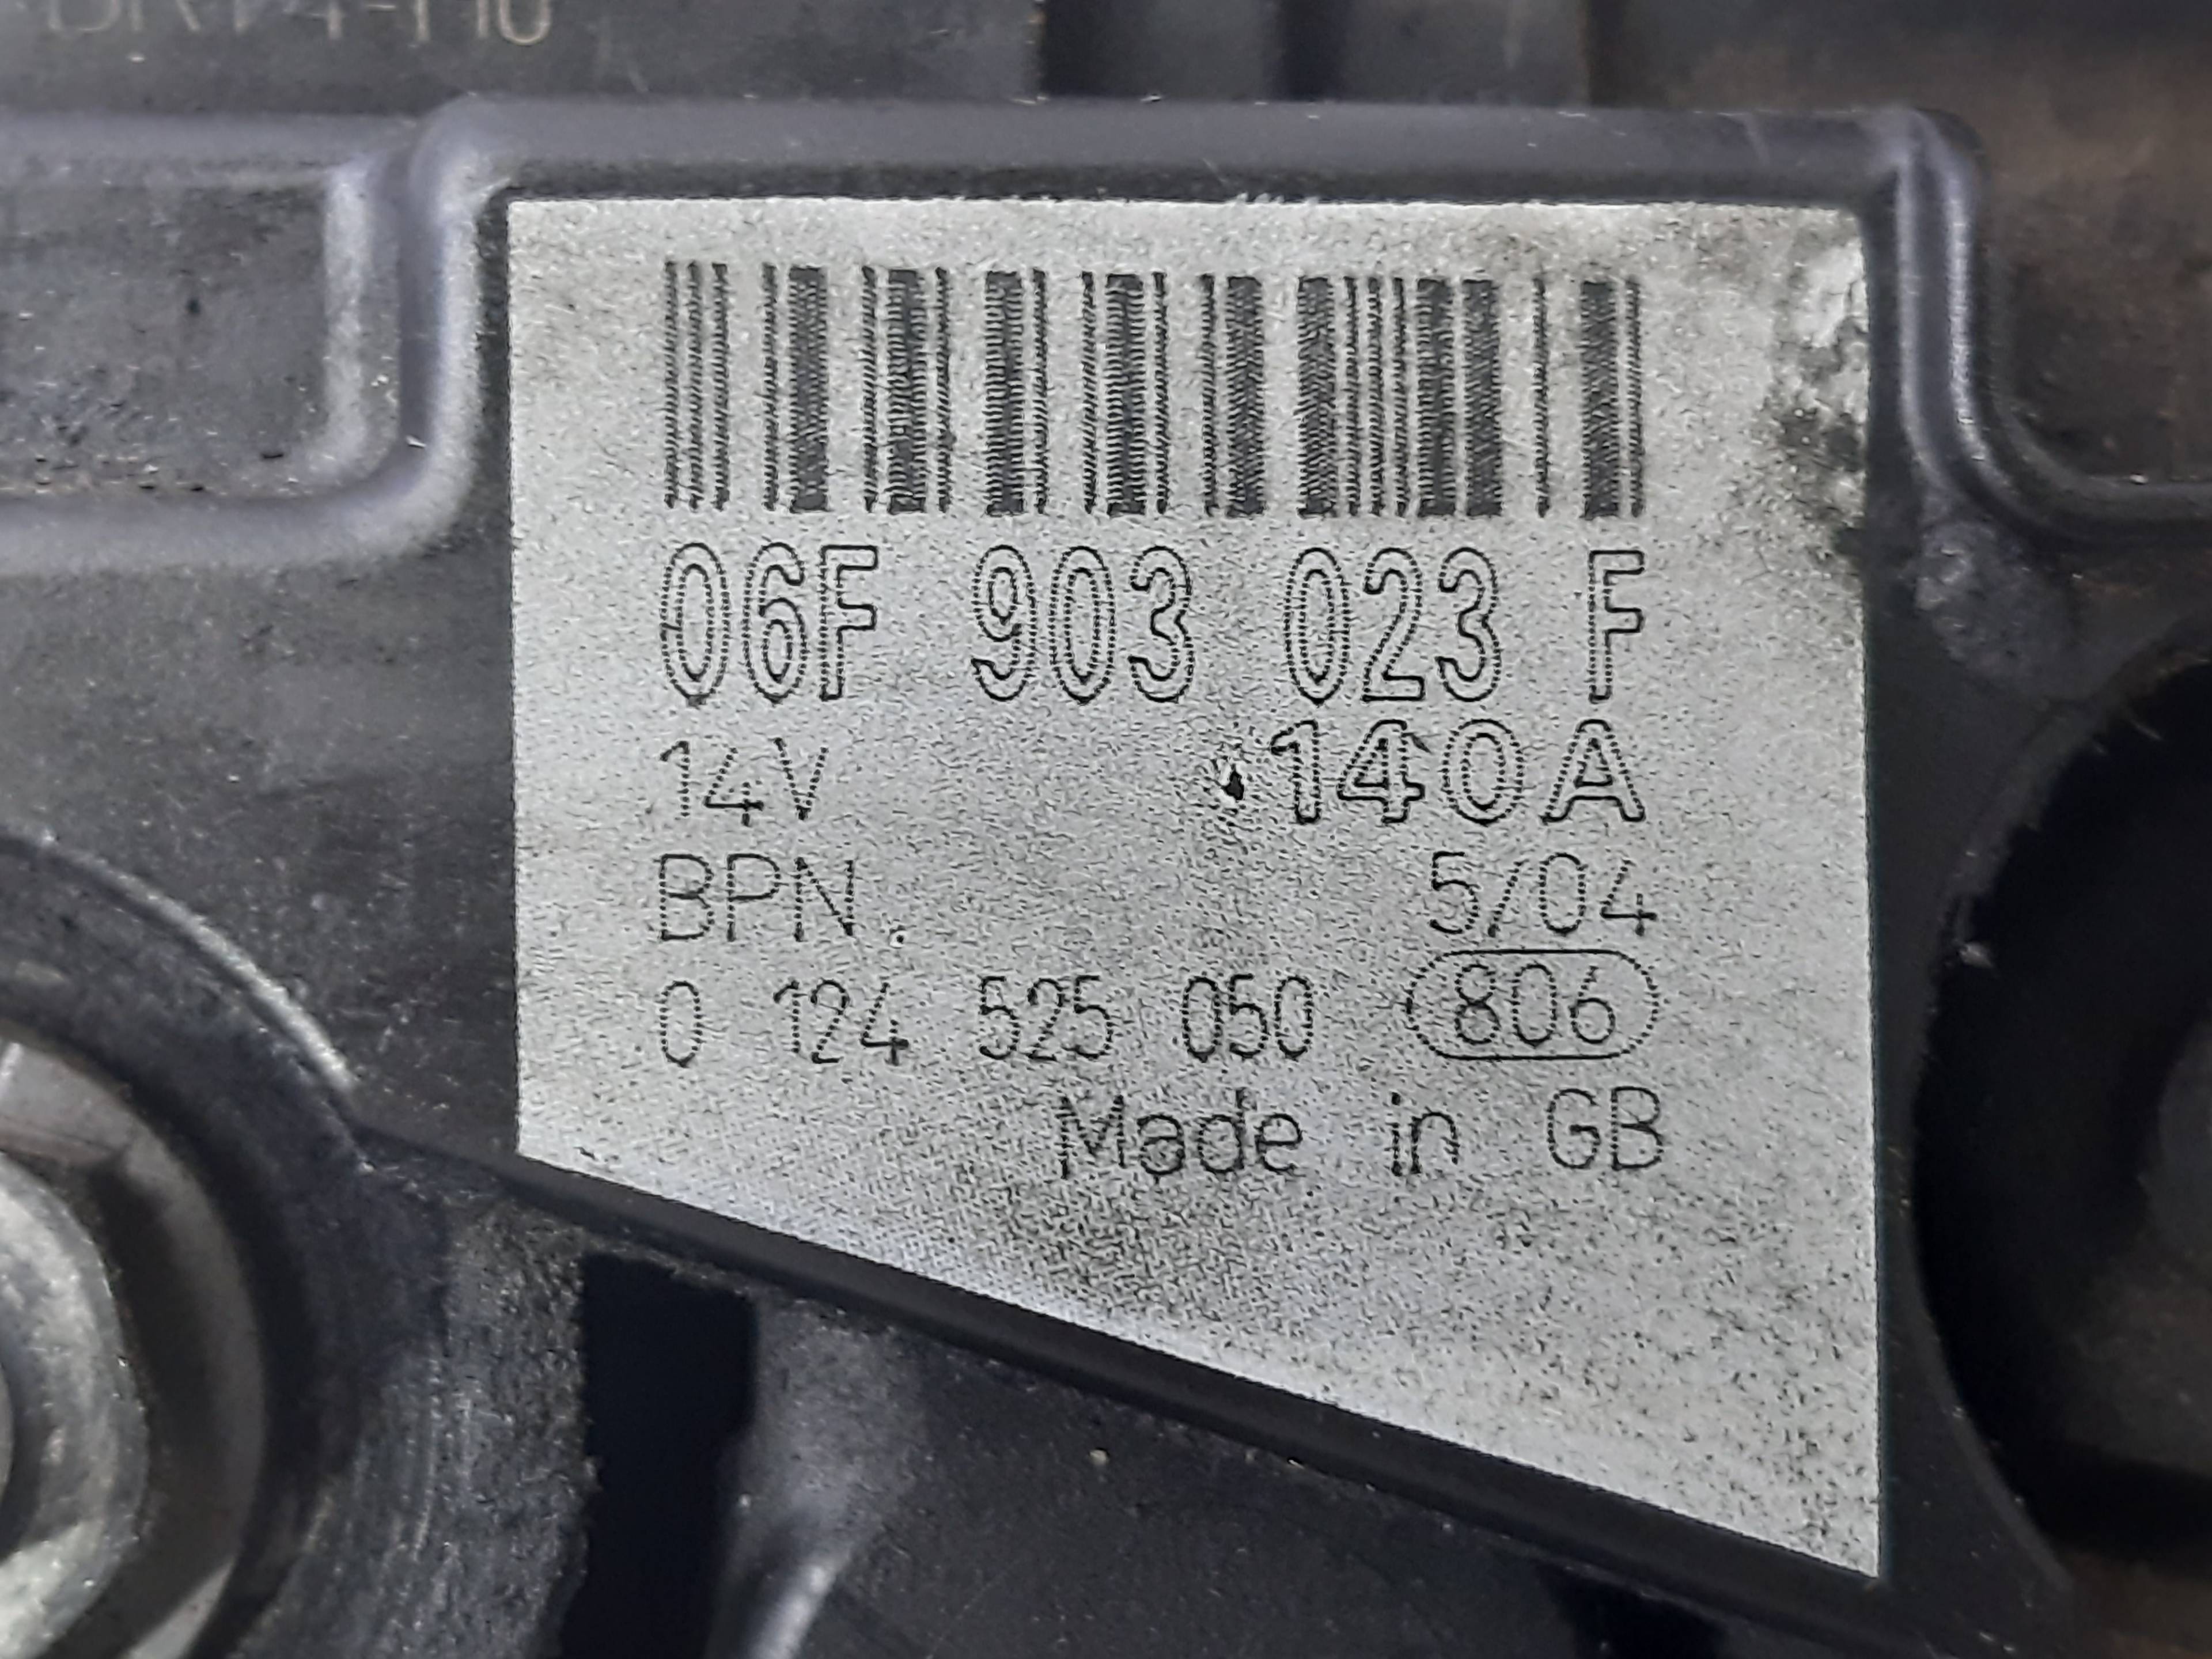 06F 903 023 F
14V 140A
BPN. 5/04
0 124 525 050 806
Made in GB